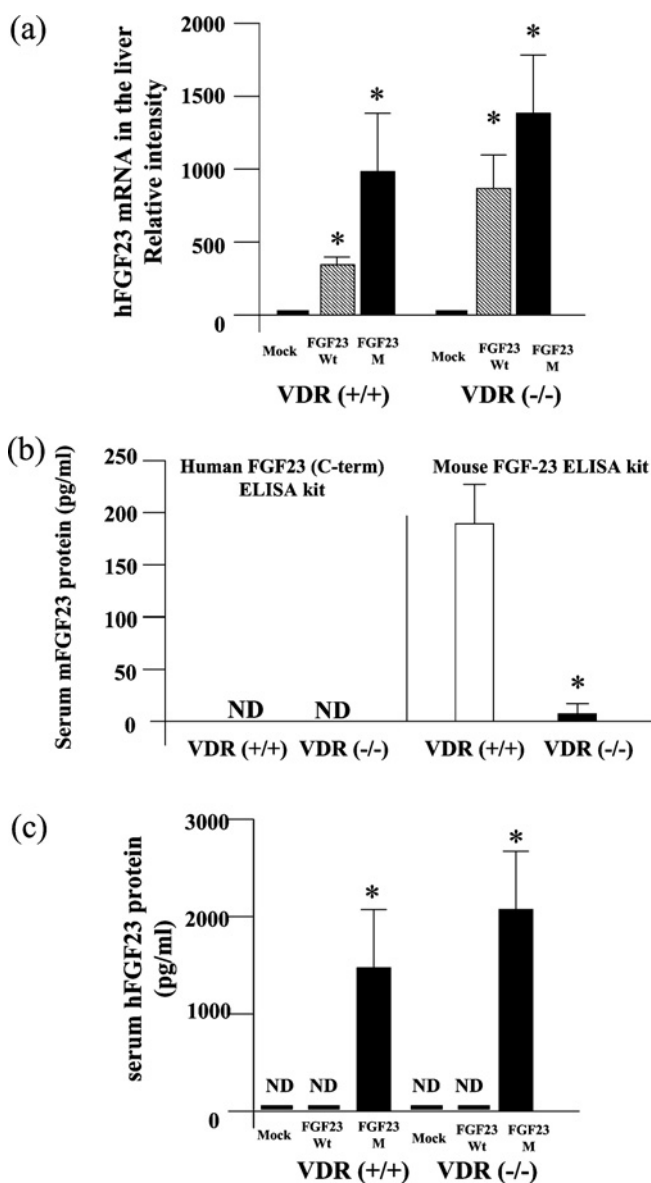 (a)
hFGF23 mRNA in the liver
Relative intensity
2000
1500
1000
500
0
*
*
*
*
Mock
FGF23
Wt
FGF23
M
Mock
FGF23
Wt
FGF23
M
VDR (+/+)
VDR (-/-)
(b)
Serum mFGF23 protein (pg/ml)
250
200
150
100
50
0
Human FGF23 (C-term)
ELISA kit
Mouse FGF-23 ELISA kit
ND
ND
*
VDR (+/+)
VDR (-/-)
VDR (+/+)
VDR (-/-)
(c)
serum hFGF23 protein
(pg/ml)
3000
2000
1000
0
ND
ND
*
ND
ND
*
Mock
FGF23
Wt
FGF23
M
Mock
FGF23
Wt
FGF23
M
VDR (+/+)
VDR (-/-)